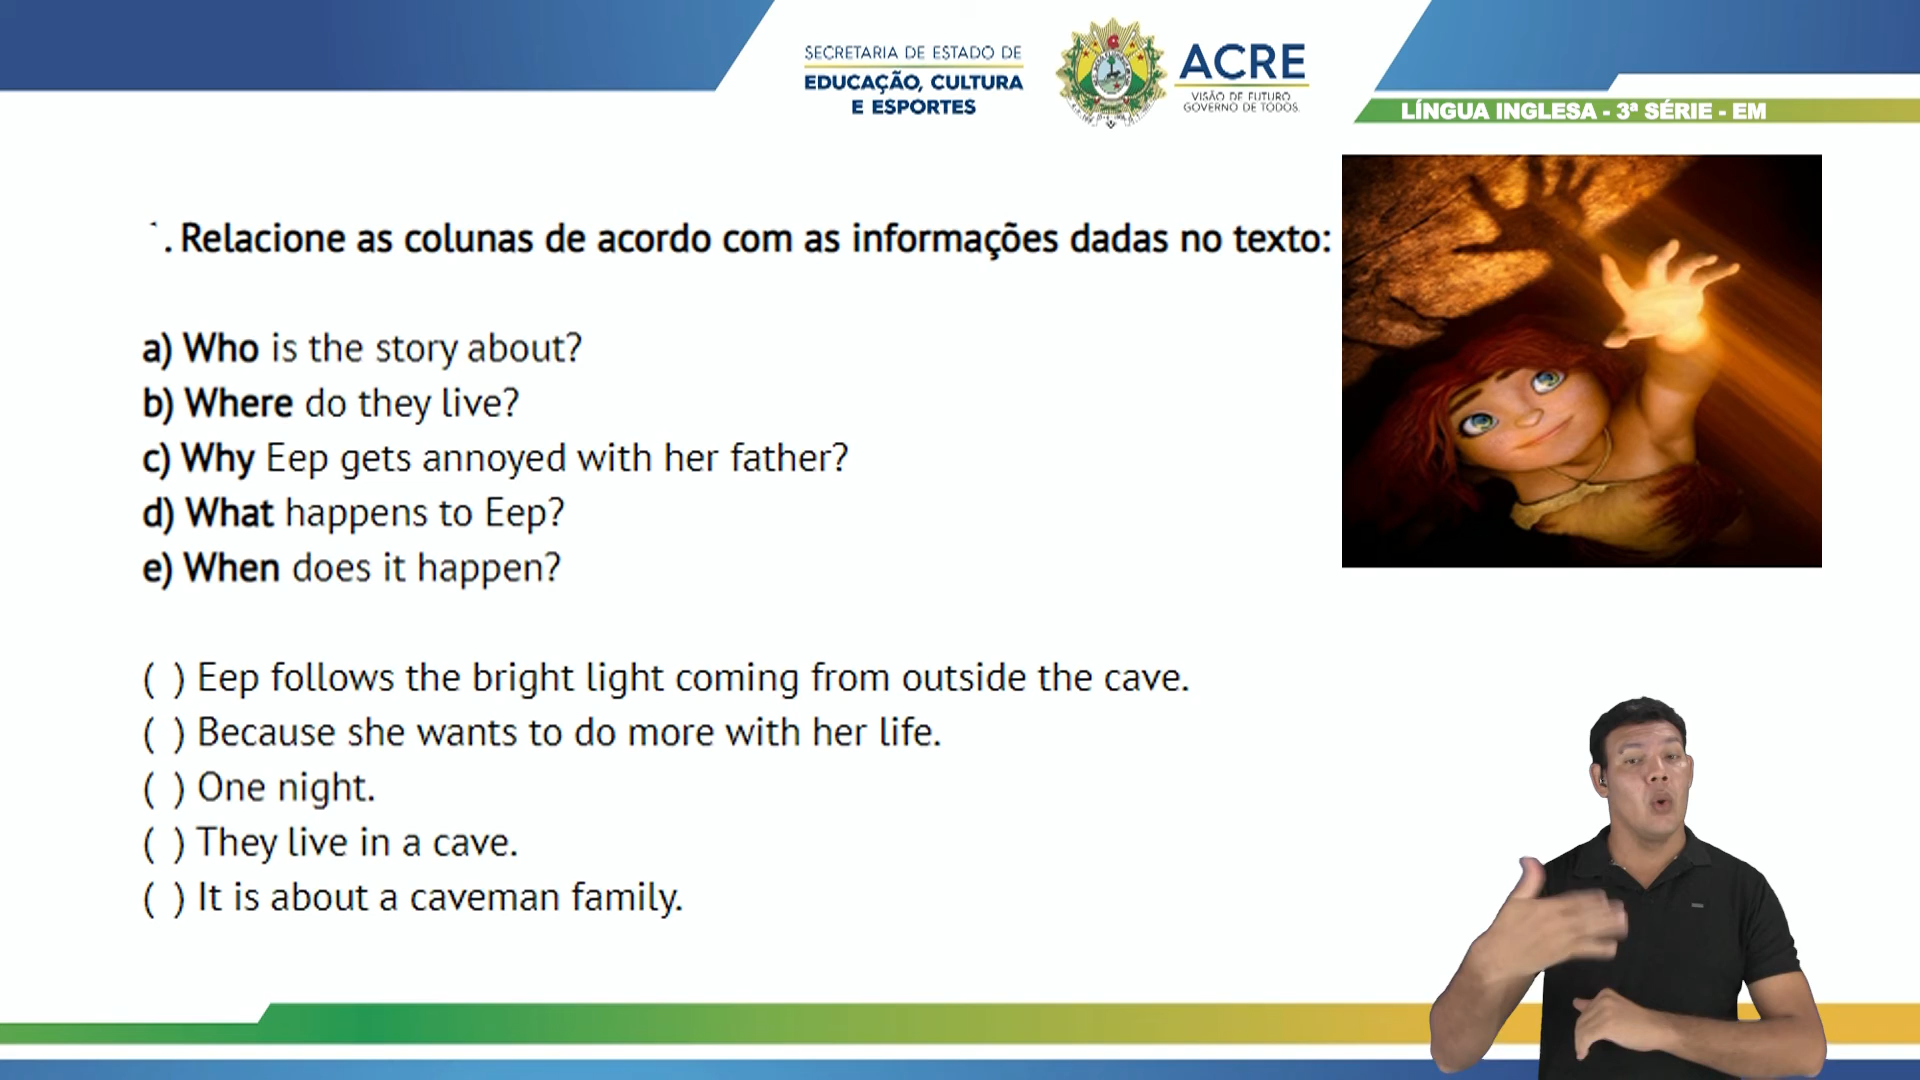 SECRETARIA DE ESTADO DE
EDUCAÇÃO, CULTURA
E ESPORTES
ACRE
VISÃO DE FUTURO
GOVERNO DE TODOS
LÍNGUA INGLESA - 3ª SÉRIE - EM
. Relacione as colunas de acordo com as informações dadas no texto:
a) Who is the story about?
b) Where do they live?
c) Why Eep gets annoyed with her father?
d) What happens to Eep?
e) When does it happen?
( ) Eep follows the bright light coming from outside the cave.
( ) Because she wants to do more with her life.
( ) One night.
( ) They live in a cave.
( ) It is about a caveman family.